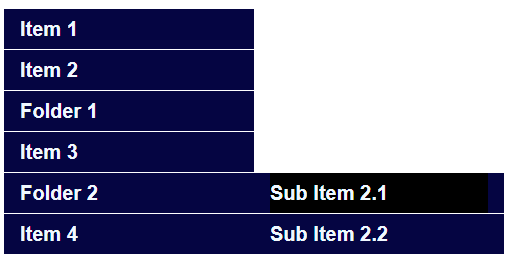 Item 1
Item 2
Folder 1
Item 3
Folder 2 Sub Item 2.1
Item 4 Sub Item 2.2